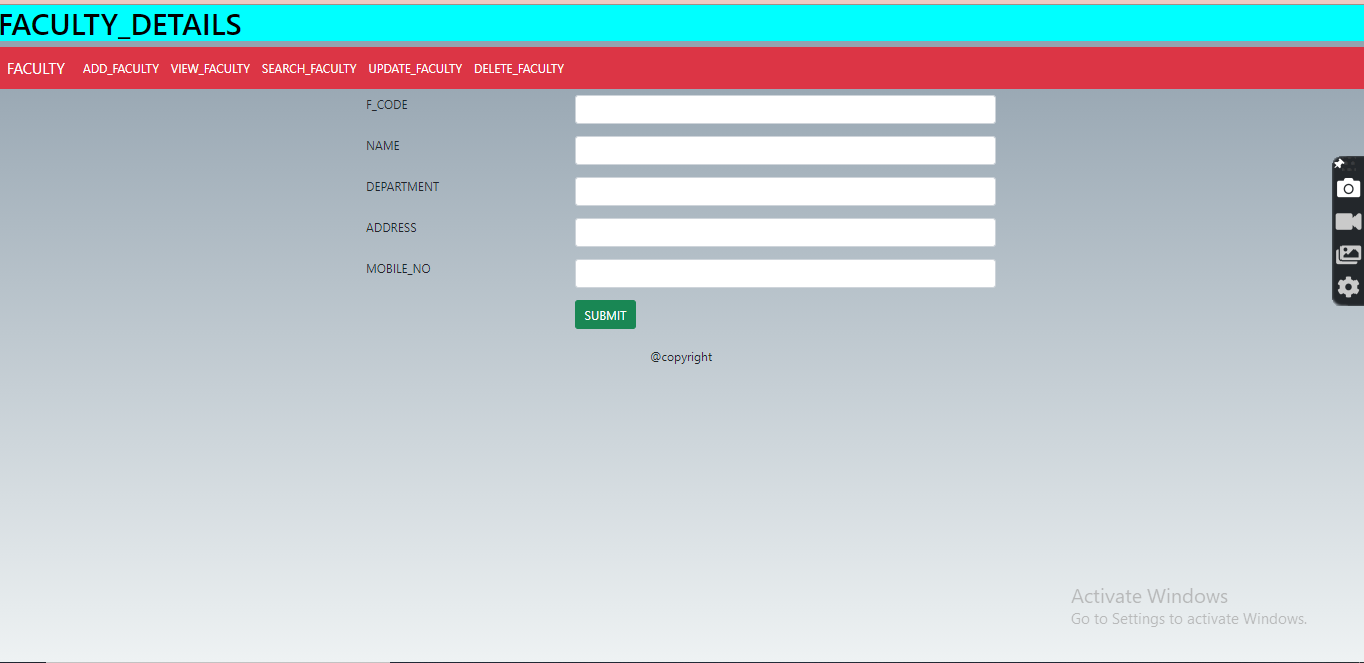 FACULTY_DETAILS
FACULTY ADD_FACULTY VIEW_FACULTY SEARCH_FACULTY UPDATE_FACULTY DELETE_FACULTY
F_CODE
NAME
DEPARTMENT
ADDRESS
MOBILE_NO
SUBMIT
@copyright
Activate Windows
Go to Settings to activate Windows.